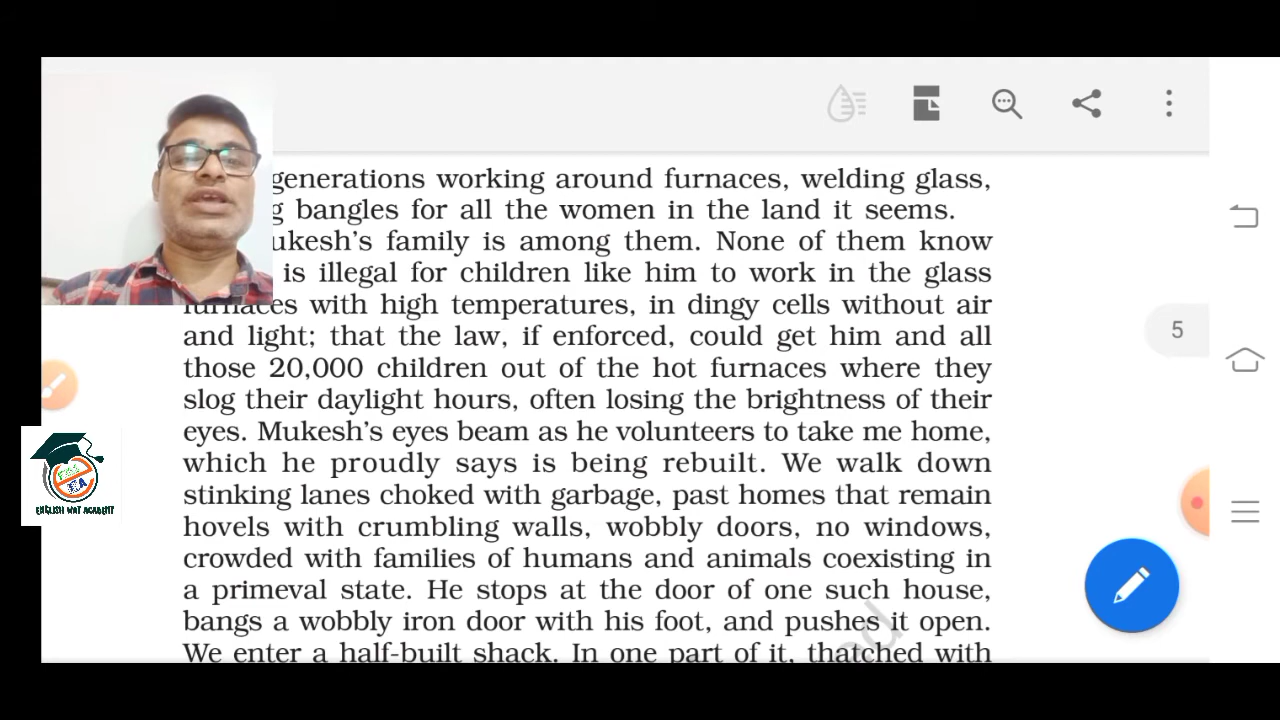 generations working around furnaces, welding glass,
g bangles for all the women in the land it seems.
ukesh's family is among them. None of them know
is illegal for children like him to work in the glass
furnaces with high temperatures, in dingy cells without air
and light; that the law, if enforced, could get him and all
those 20,000 children out of the hot furnaces where they
slog their daylight hours, often losing the brightness of their
eyes. Mukesh's eyes beam as he volunteers to take me home,
which he proudly says is being rebuilt. We walk down
stinking lanes choked with garbage, past homes that remain
hovels with crumbling walls, wobbly doors, no windows,
crowded with families of humans and animals coexisting in
a primeval state. He stops at the door of one such house,
bangs a wobbly iron door with his foot, and pushes it open.
We enter a half-built shack. In one part of it, thatched with
5
ENGLISH WAT ACADEMY